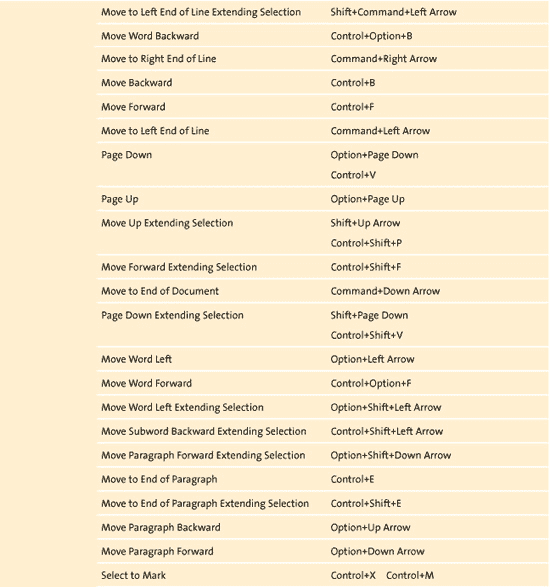 Move to Left End of Line Extending Selection Shift+Command+Left Arrow
Move Word Backward Control+Option+B
Move to Right End of Line Command+Right Arrow
Move Backward Control+B
Move Forward Control+F
Move to Left End of Line Command+Left Arrow
Page Down Option+Page Down
Control+V
Page Up Option+Page Up
Move Up Extending Selection Shift+Up Arrow
Control+Shift+P
Move Forward Extending Selection Control+Shift+F
Move to End of Document Command+Down Arrow
Page Down Extending Selection Shift+Page Down
Control+Shift+V
Move Word Left Option+Left Arrow
Move Word Forward Control+Option+F
Move Word Left Extending Selection Option+Shift+Left Arrow
Move Subword Backward Extending Selection Control+Shift+Left Arrow
Move Paragraph Forward Extending Selection Option+Shift+Down Arrow
Move to End of Paragraph Control+E
Move to End of Paragraph Extending Selection Control+Shift+E
Move Paragraph Backward Option+Up Arrow
Move Paragraph Forward Option+Down Arrow
Select to Mark Control+X Control+M